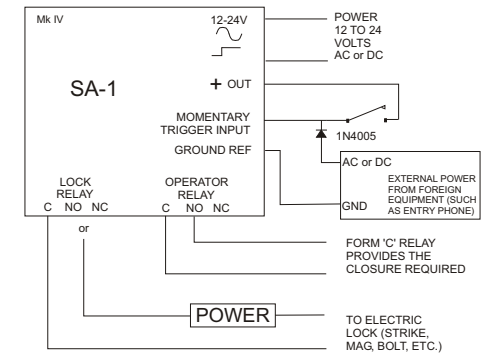 Mk IV
12-24V
SA-1
+ OUT
MOMENTARY
TRIGGER INPUT
GROUND REF
LOCK
RELAY
C NO NC
OPERATOR
RELAY
C NO NC
or
POWER
12 TO 24
VOLTS
AC or DC
1N4005
AC or DC
EXTERNAL POWER
FROM FOREIGN
EQUIPMENT (SUCH
AS ENTRY PHONE)
GND
FORM 'C' RELAY
PROVIDES THE
CLOSURE REQUIRED
POWER
TO ELECTRIC
LOCK (STRIKE,
MAG, BOLT, ETC.)